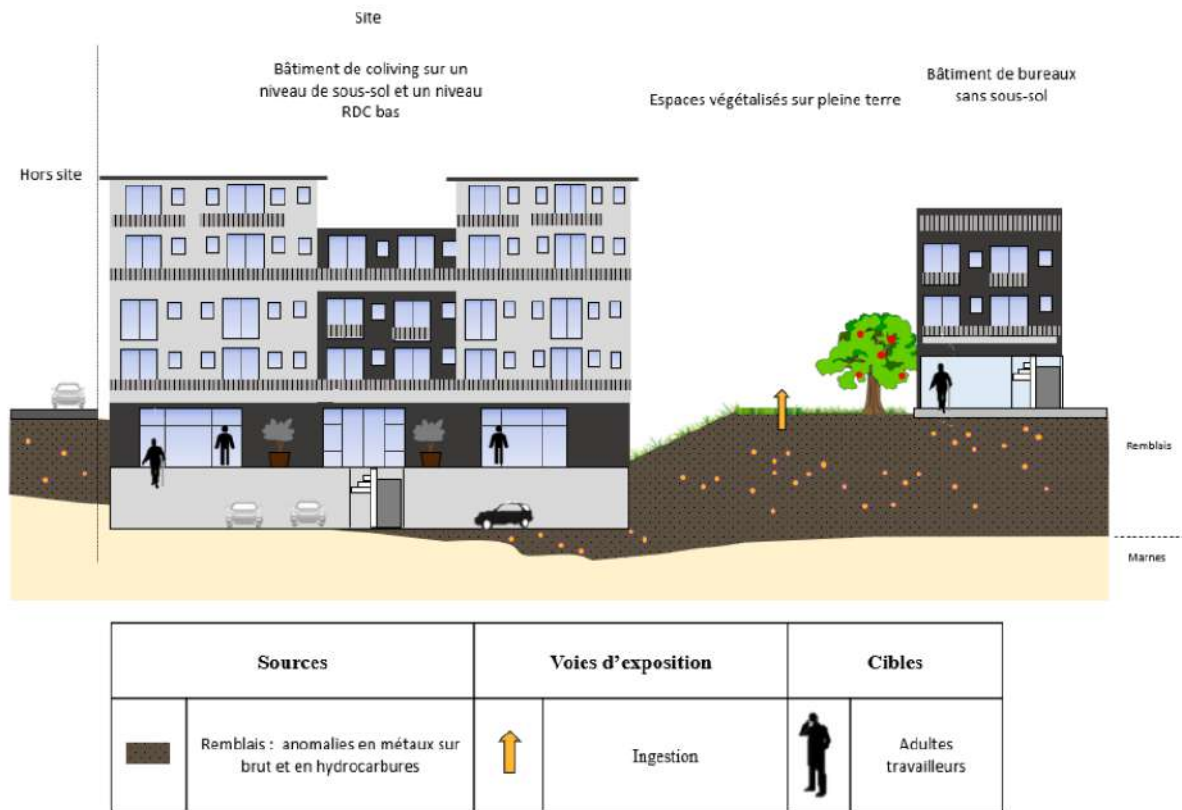 Site
Bâtiment de coliving sur un
niveau de sous-sol et un niveau
RDC bas
Espaces végétalisés sur pleine terre
Bâtiment de bureaux
sans sous-sol
Hors site
Remblais
Marnes
Sources
Voies d'exposition
Cibles
Remblais : anomalies en métaux sur
brut et en hydrocarbures
Ingestion
Adultes
travailleurs